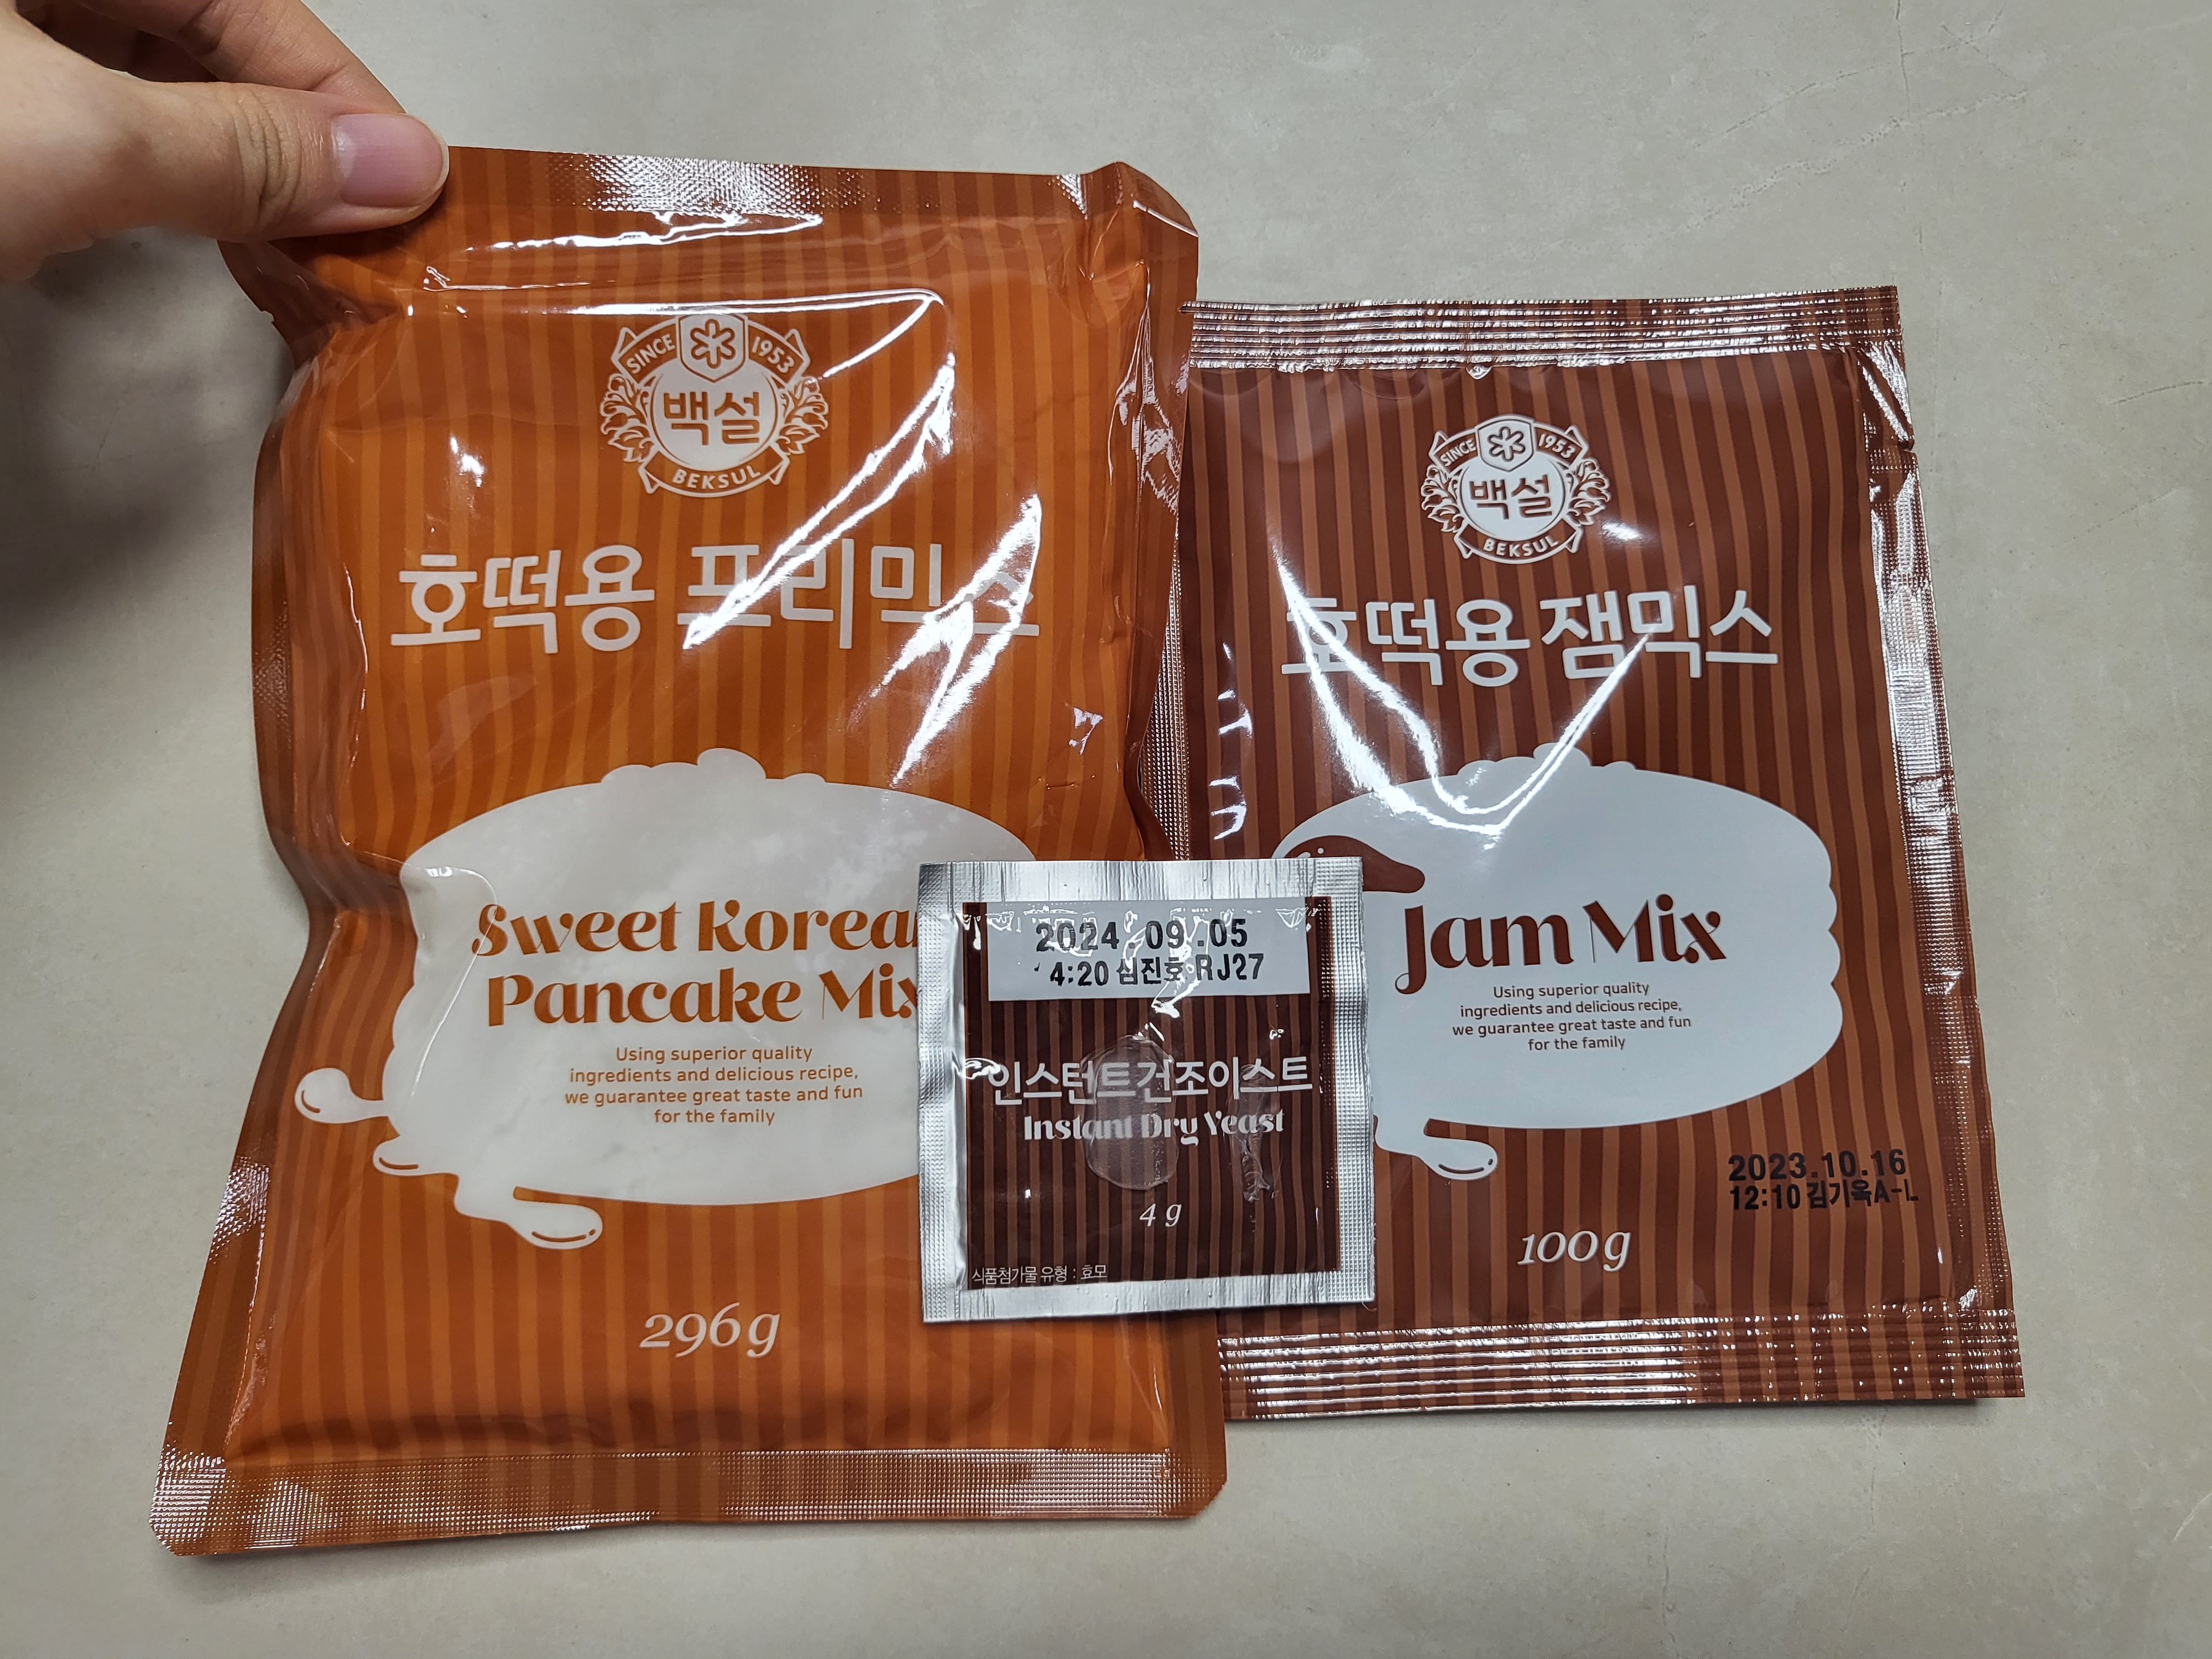 SINCE 1953
백설
BEKSUL
호떡용 프리믹스
Sweet Korean
Pancake Mix
Using superior quality
ingredients and delicious recipe,
we guarantee great taste and fun
for the family
296g
2024.09.05
4:20 심진호 RJ27
인스턴트건조이스트
Instant Dry Yeast
4g
식품첨가물 유형 : 효모
SINCE 1953
백설
BEKSUL
호떡용 잼믹스
Jam Mix
Using superior quality
ingredients and delicious recipe,
we guarantee great taste and fun
for the family
2023.10.16
12:10 김기옥A-L
100g